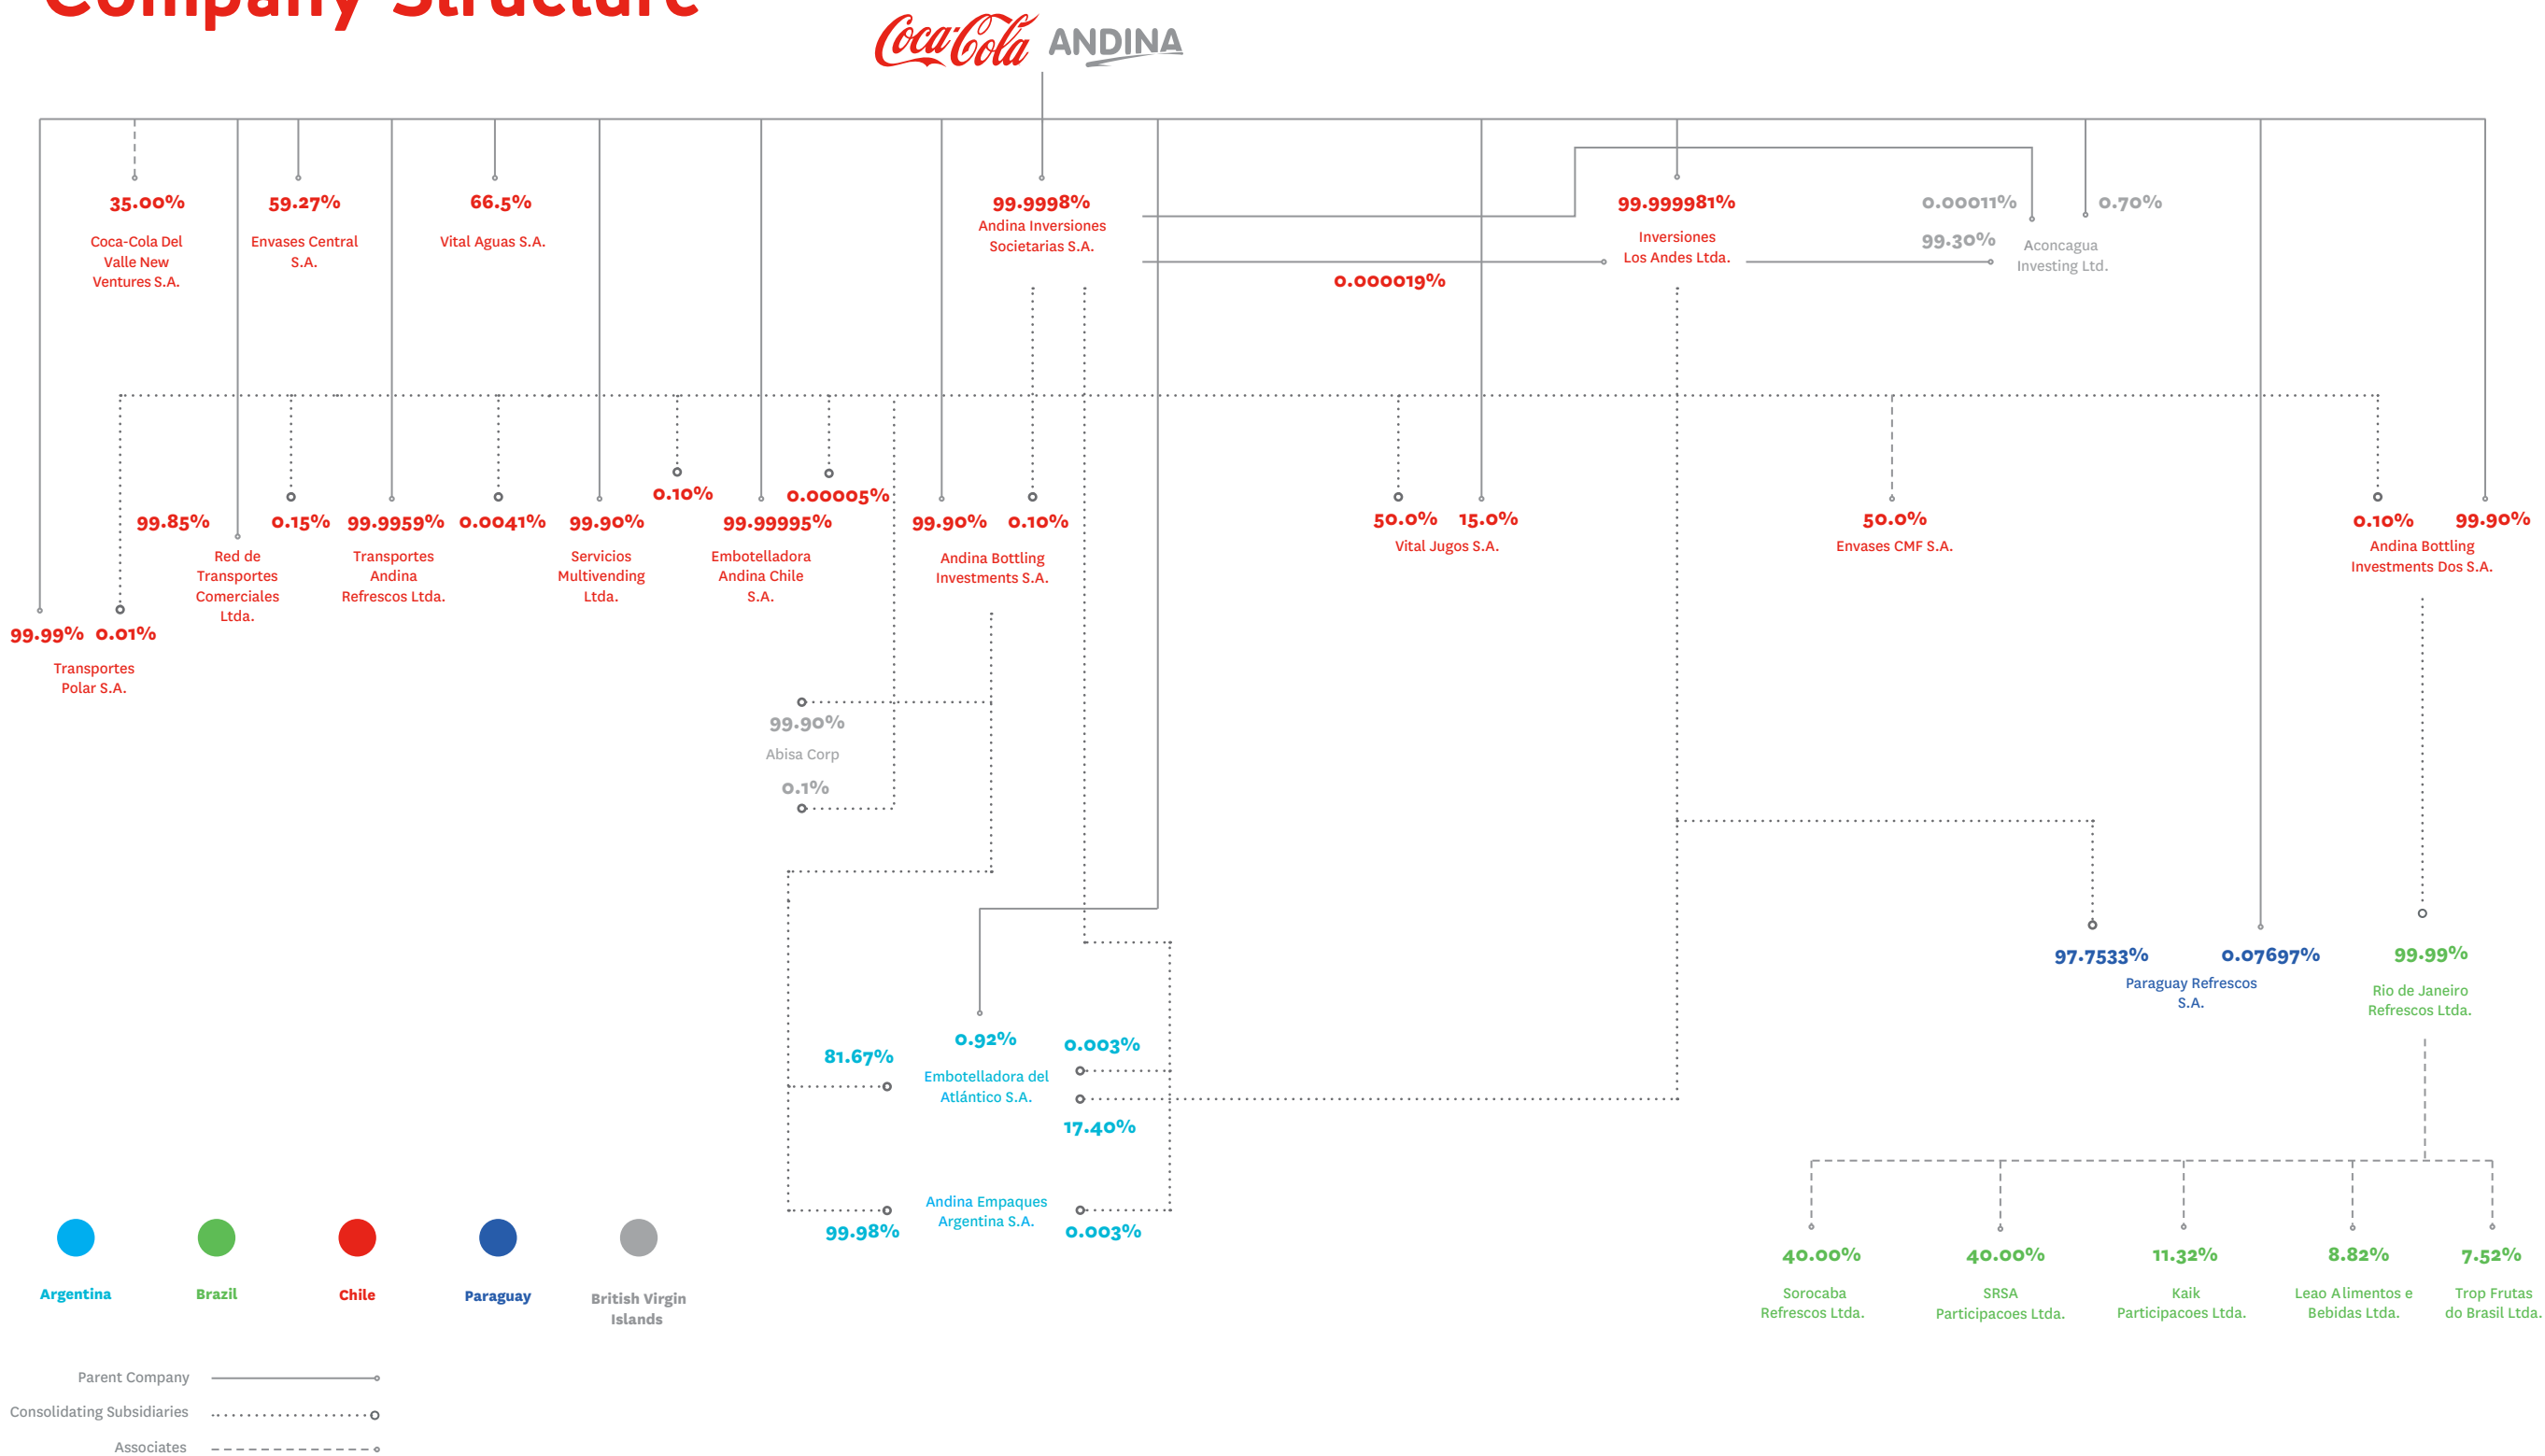 Company Structure
Coca-Cola ANDINA
35.00%
Coca-Cola Del
Valle New
Ventures S.A.
59.27%
Envases Central
S.A.
66.5%
Vital Aguas S.A.
99.9998%
Andina Inversiones
Societarias S.A.
0.000019%
99.999981%
Inversiones
Los Andes Ltda.
0.00011%
99.30%
0.70%
Aconcagua
Investing Ltd.
99.99% 0.01%
Transportes
Polar S.A.
99.85% 0.15%
Red de
Transportes
Comerciales
Ltda.
99.9959% 0.0041%
Transportes
Andina
Refrescos Ltda.
99.90%
0.10%
Servicios
Multivending
Ltda.
99.99995%
0.00005%
Embotelladora
Andina Chile
S.A.
99.90% 0.10%
Andina Bottling
Investments S.A.
50.0% 15.0%
Vital Jugos S.A.
50.0%
Envases CMF S.A.
0.10% 99.90%
Andina Bottling
Investments Dos S.A.
99.90%
Abisa Corp
0.1%
97.7533% 0.07697%
Paraguay Refrescos
S.A.
99.99%
Rio de Janeiro
Refrescos Ltda.
81.67%
0.92%
0.003%
Embotelladora del
Atlántico S.A.
17.40%
Andina Empaques
Argentina S.A.
99.98%
0.003%
40.00%
Sorocaba
Refrescos Ltda.
40.00%
SRSA
Participacoes Ltda.
11.32%
Kaik
Participacoes Ltda.
8.82%
Leao Alimentos e
Bebidas Ltda.
7.52%
Trop Frutas
do Brasil Ltda.
Argentina
Brazil
Chile
Paraguay
British Virgin
Islands
Parent Company
Consolidating Subsidiaries
Associates